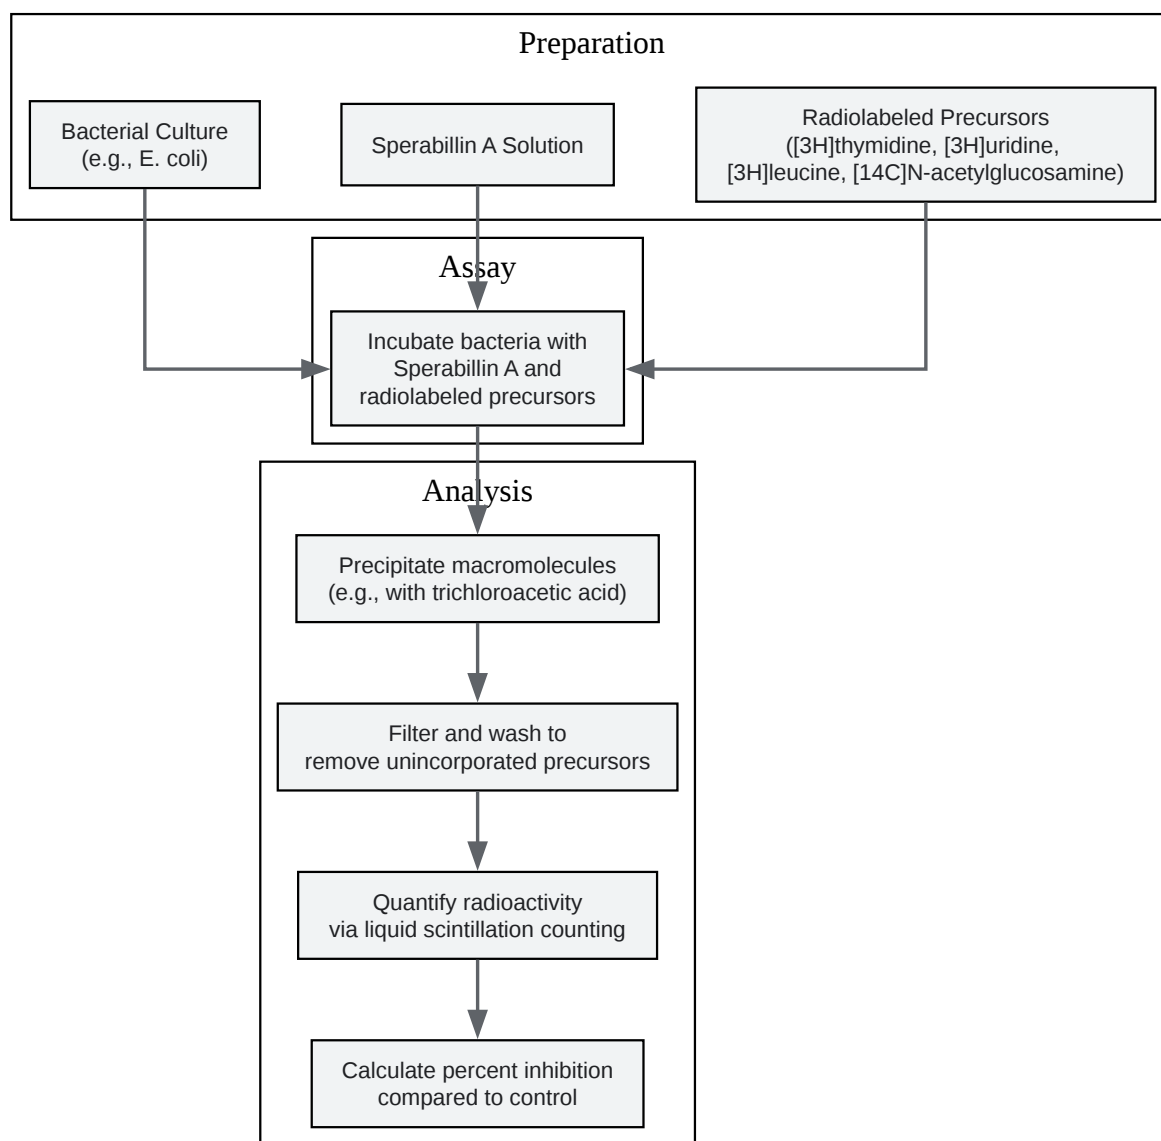 Preparation
Bacterial Culture
(e.g., E. coli)
Sperabillin A Solution
Radiolabeled Precursors
([3H]thymidine, [3H]uridine,
[3H]leucine, [14C]N-acetylglucosamine)
Assay
Incubate bacteria with
Sperabillin A and
radiolabeled precursors
Analysis
Precipitate macromolecules
(e.g., with trichloroacetic acid)
Filter and wash to
remove unincorporated precursors
Quantify radioactivity
via liquid scintillation counting
Calculate percent inhibition
compared to control